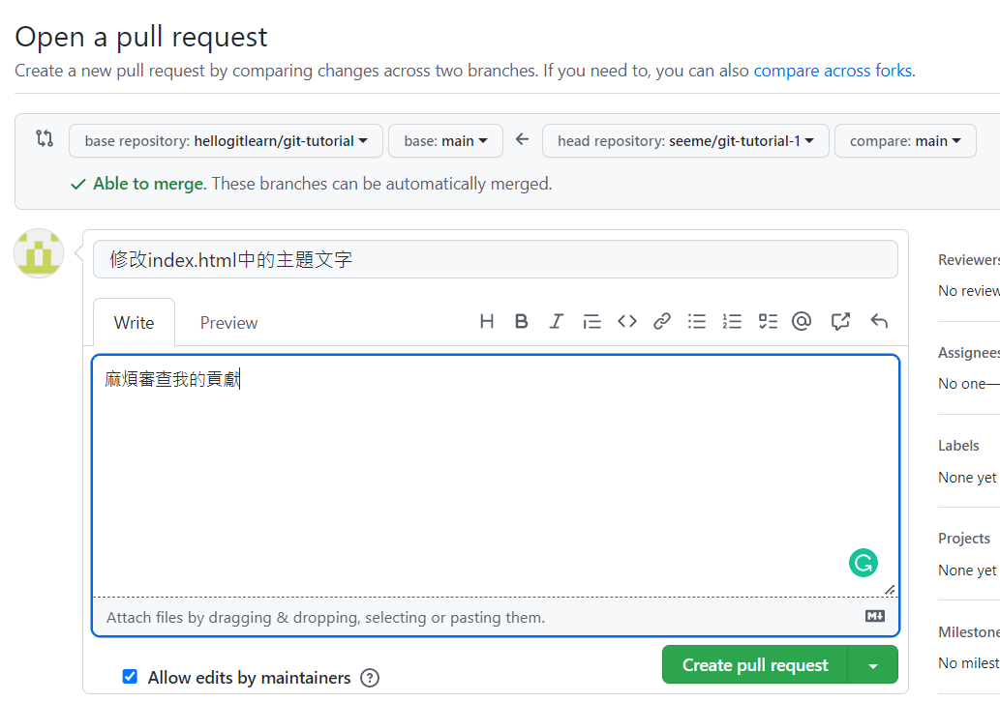 Open a pull request
Create a new pull request by comparing changes across two branches. If you need to, you can also compare across forks.
base repository: hellogitlearn/git-tutorial base: main head repository: seeme/git-tutorial-1 compare: main
Able to merge. These branches can be automatically merged.
修改index.html中的主題文字
Write Preview
麻煩審查我的貢獻
Attach files by dragging & dropping, selecting or pasting them.
Allow edits by maintainers
Create pull request
Reviewers
No review
Assignees
No one—
Labels
None yet
Projects
None yet
Milestone
No milest